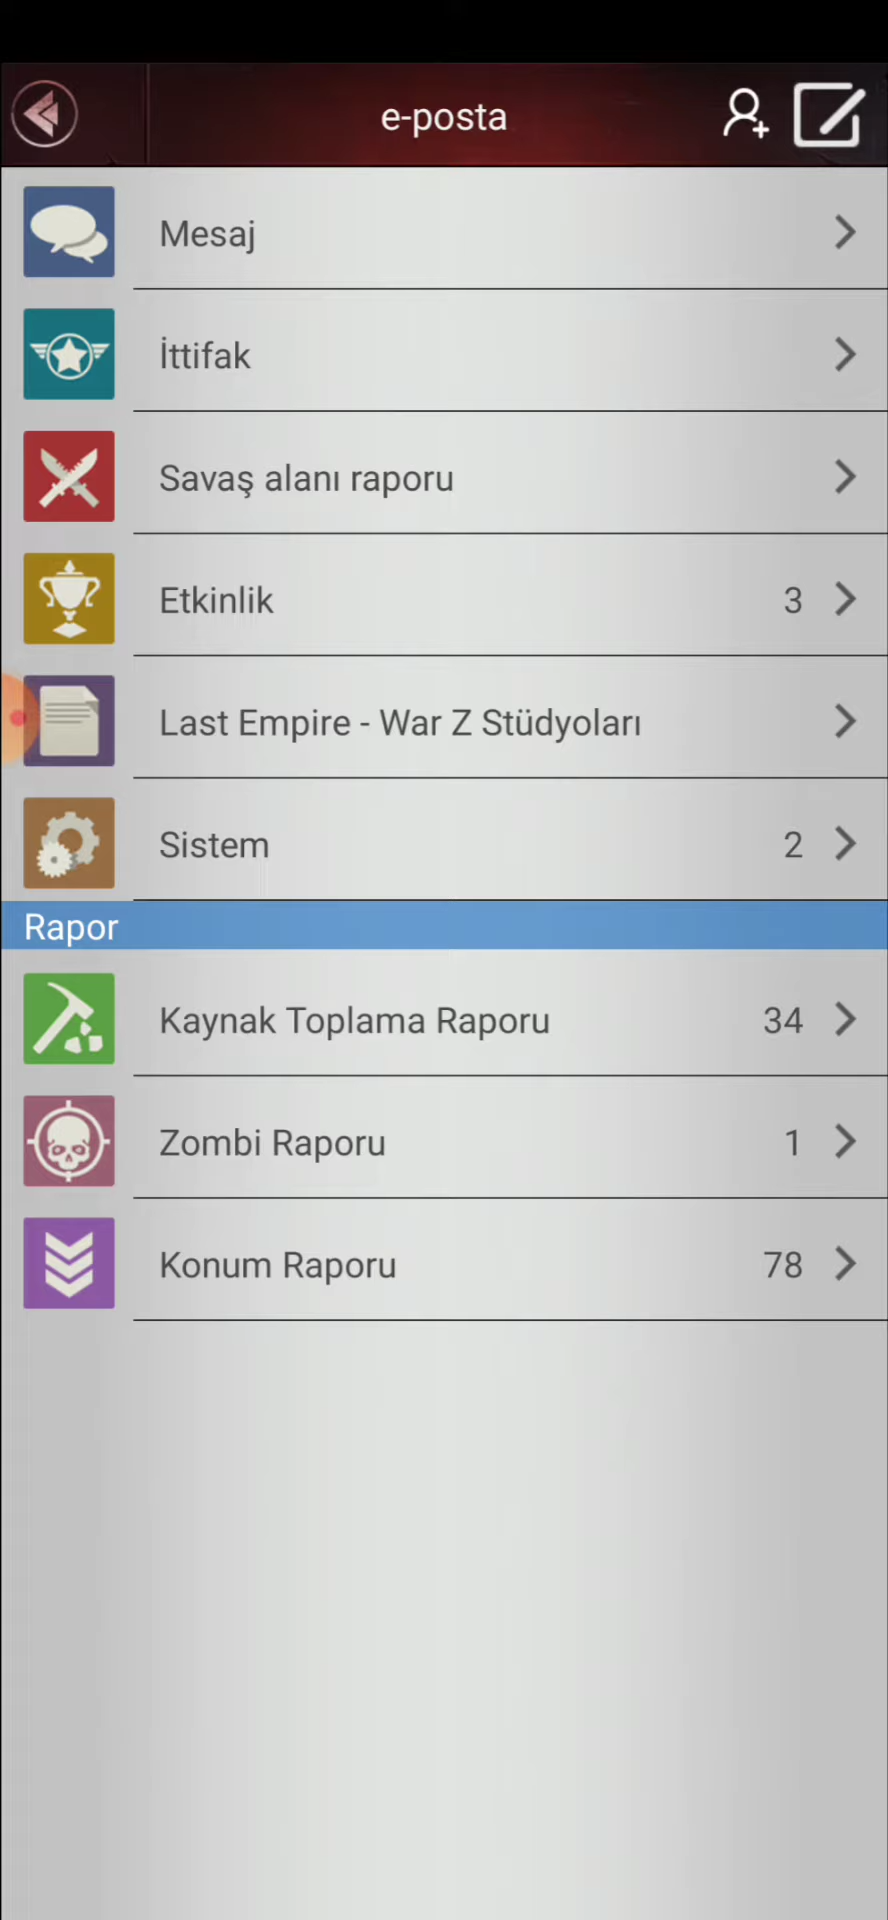 e-posta
Mesaj
İttifak
Savaş alanı raporu
Etkinlik 3
Last Empire - War Z Stüdyoları
Sistem 2
Rapor
Kaynak Toplama Raporu 34
Zombi Raporu 1
Konum Raporu 78